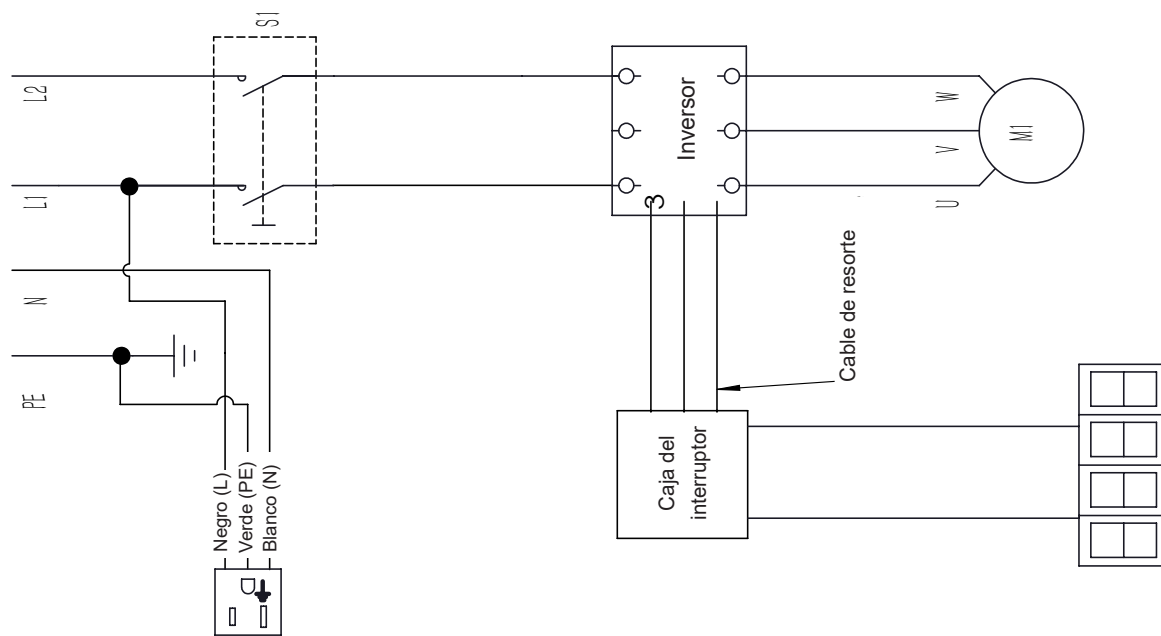 S1
L2
L1
N
PE
Inversor
3
W
V
U
M1
Cable de resorte
Caja del
interruptor
Negro (L)
Verde (PE)
Blanco (N)